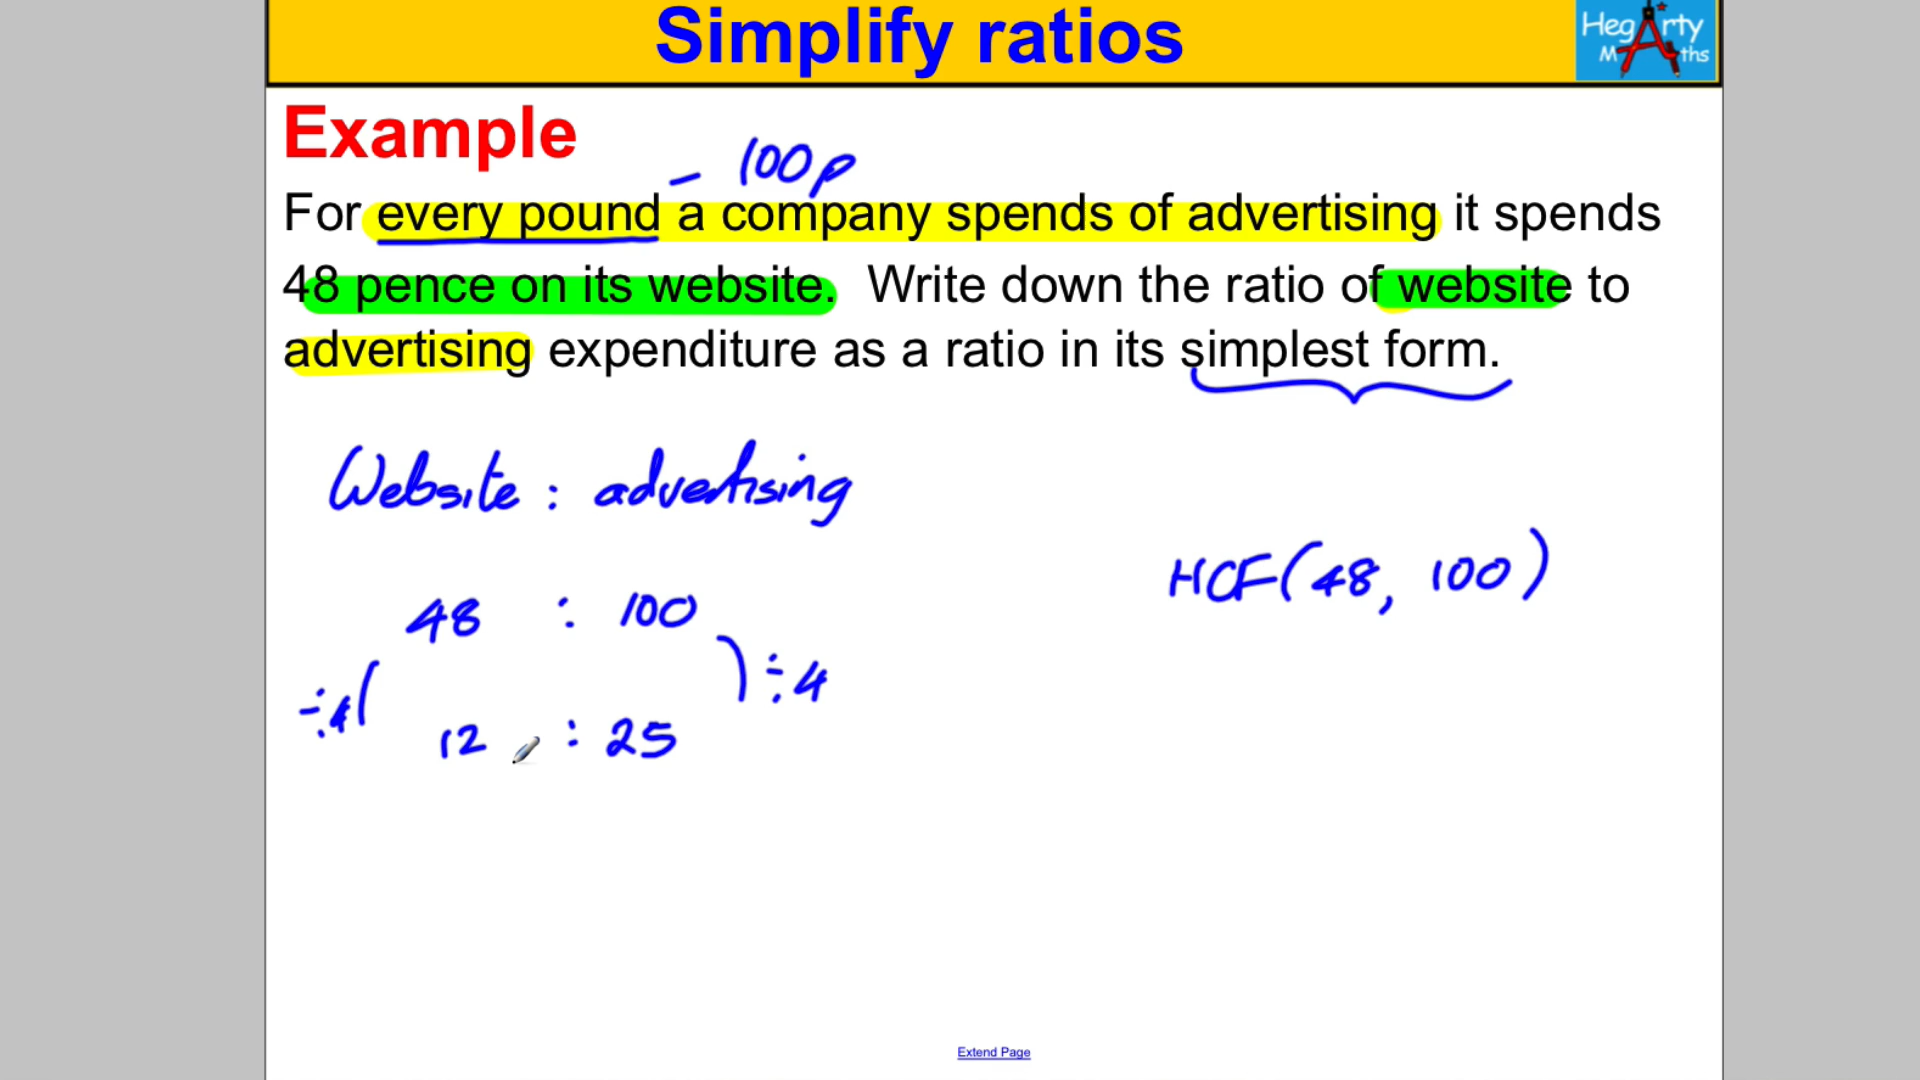 Simplify ratios
Hegarty
Maths
Example
- 100p
For every pound a company spends of advertising it spends
48 pence on its website. Write down the ratio of website to
advertising expenditure as a ratio in its simplest form.
Website : advertising
HCF(48, 100)
48 : 100
÷4
÷4
12 : 25
Extend Page